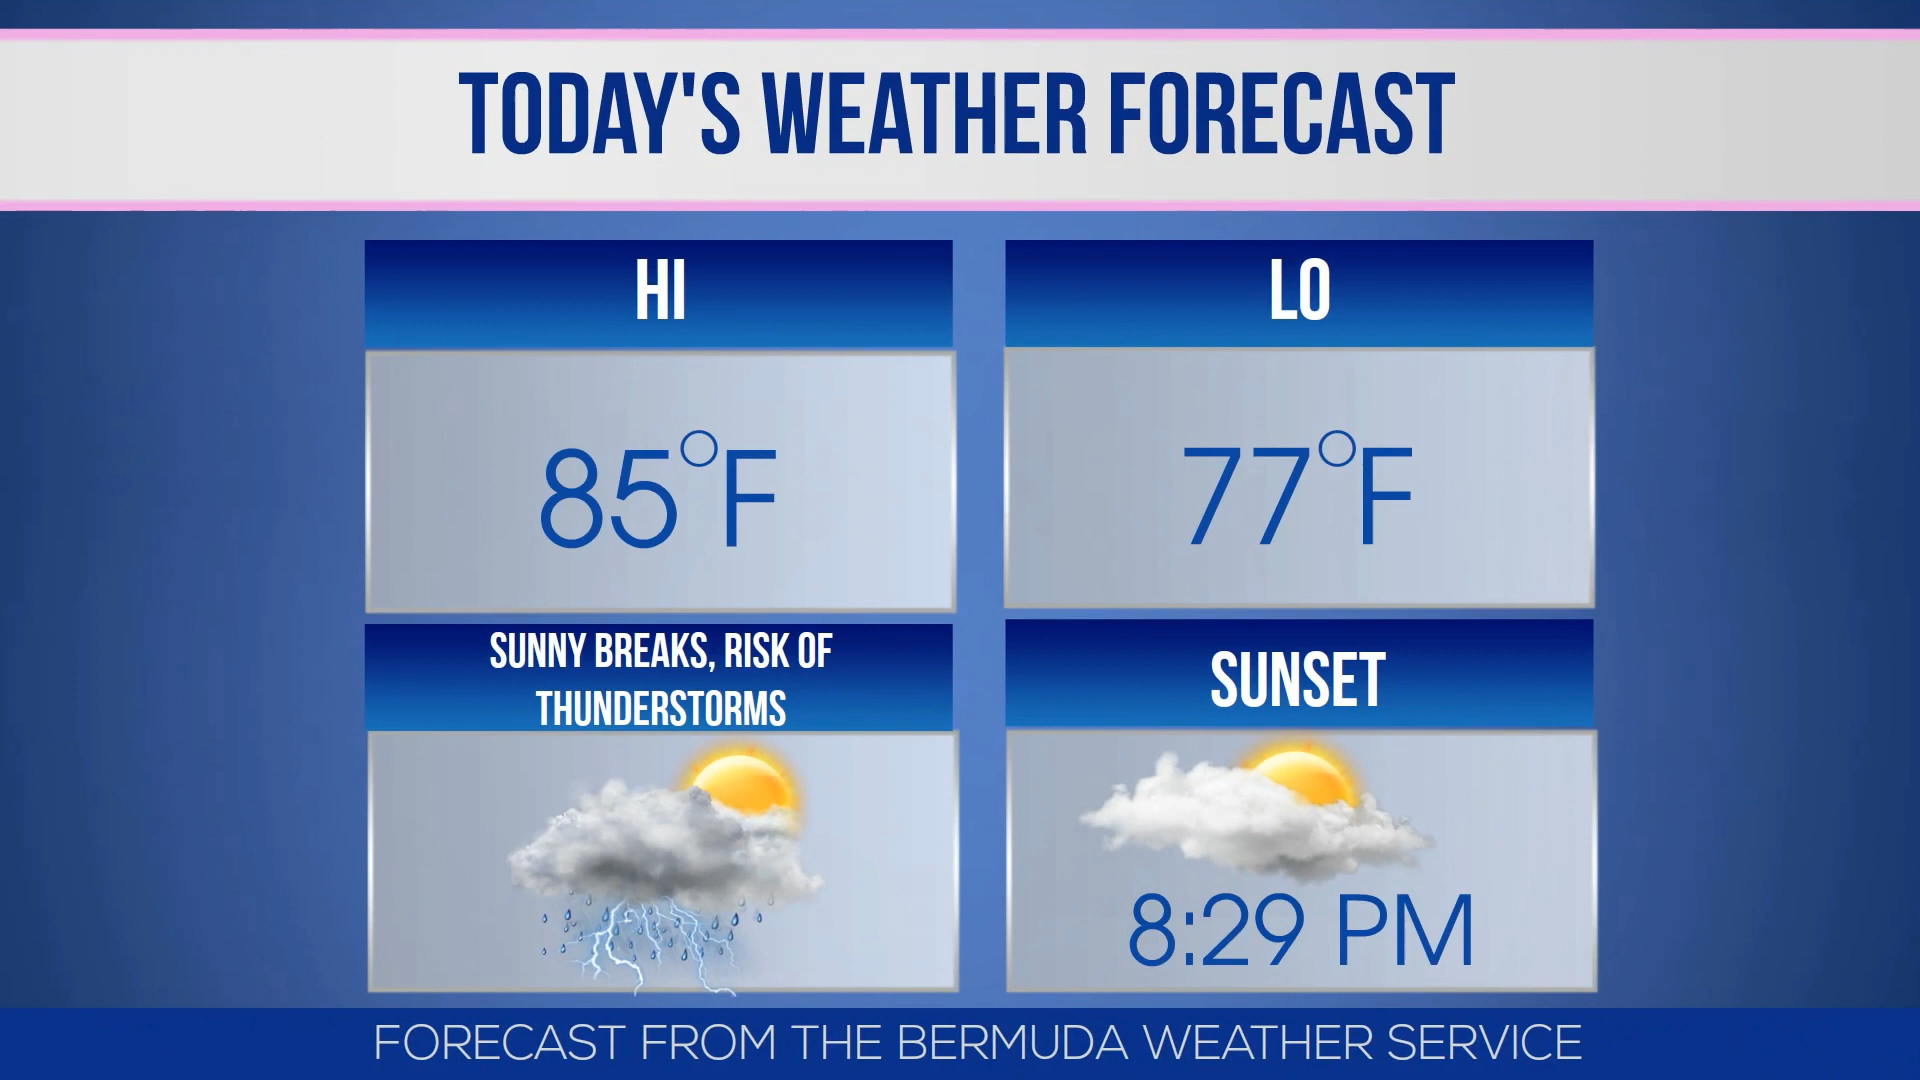 TODAY'S WEATHER FORECAST
HI
LO
85°F
77°F
SUNNY BREAKS, RISK OF
THUNDERSTORMS
SUNSET
8:29 PM
FORECAST FROM THE BERMUDA WEATHER SERVICE